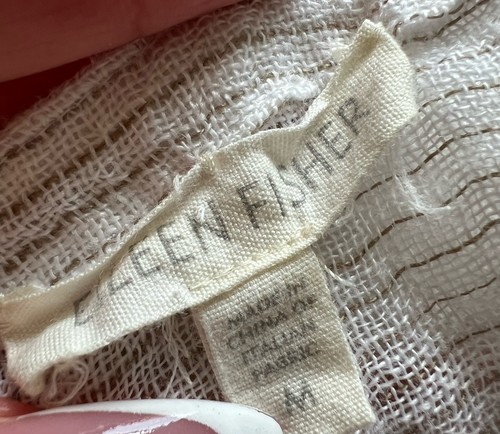 EILEEN FISHER
MADE IN
CHINA OF
ITALIAN
FABRIC
M